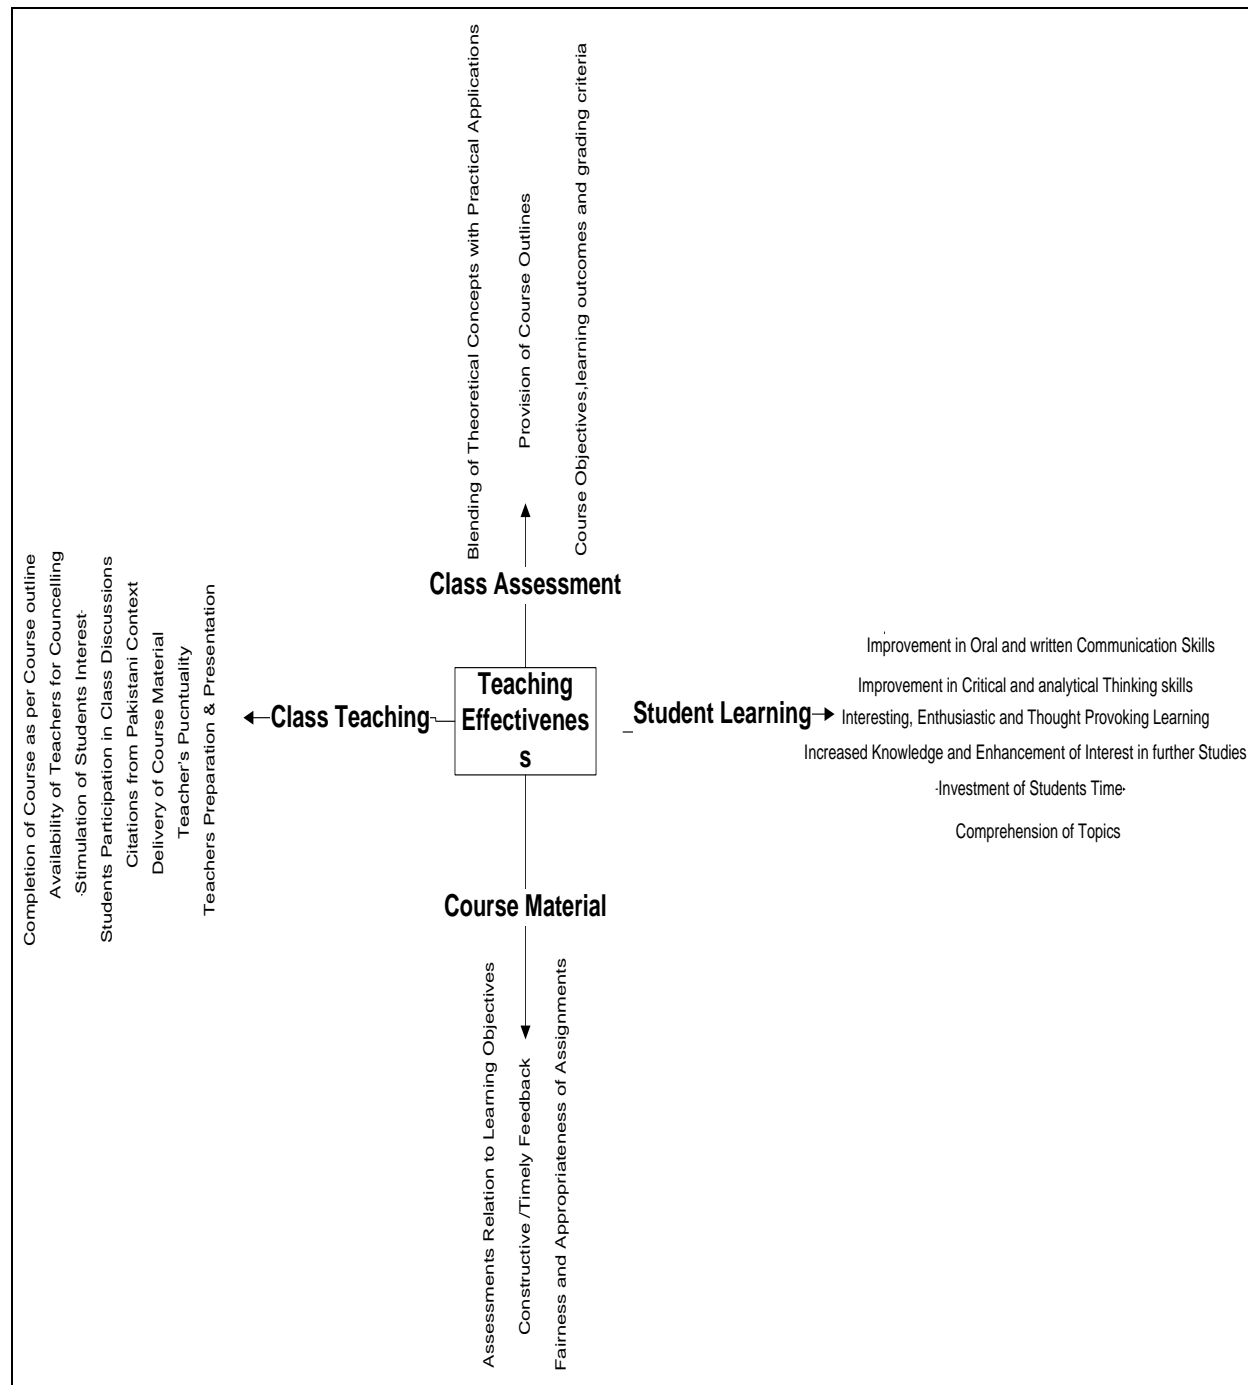 Blending of Theoretical Concepts with Practical Applications
Provision of Course Outlines
Course Objectives,learning outcomes and grading criteria
Class Assessment
Completion of Course as per Course outline
Availability of Teachers for Councelling
·Stimulation of Students Interest·
Students Participation in Class Discussions
Citations from Pakistani Context
Delivery of Course Material
Teacher's Pucntuality
Teachers Preparation & Presentation
Class Teaching
Teaching
Effectivenes
s
Student Learning
Improvement in Oral and written Communication Skills
Improvement in Critical and analytical Thinking skills
Interesting, Enthusiastic and Thought Provoking Learning
Increased Knowledge and Enhancement of Interest in further Studies
·Investment of Students Time·
Comprehension of Topics
Course Material
Assessments Relation to Learning Objectives
Constructive /Timely Feedback
Fairness and Appropriateness of Assignments